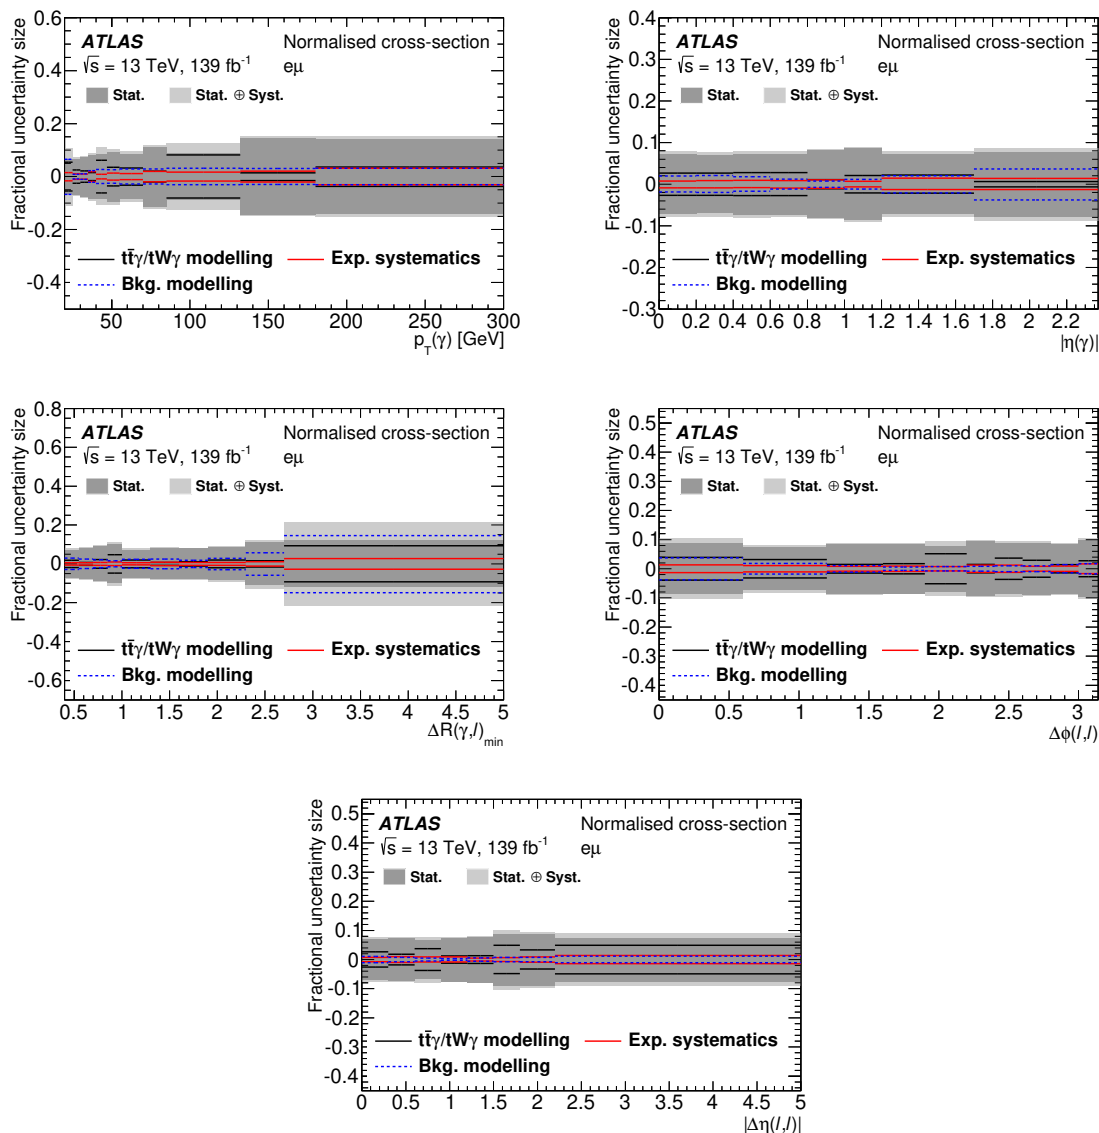 Fractional uncertainty size
0.6
0.4
0.2
0
-0.2
-0.4
ATLAS
Normalised cross-section
√s = 13 TeV, 139 fb⁻¹
eμ
Stat.
Stat. ⊕ Syst.
tt̄γ/tWγ modelling
Exp. systematics
Bkg. modelling
50 100 150 200 250 300
p_T(γ) [GeV]
Fractional uncertainty size
0.4
0.3
0.2
0.1
0
-0.1
-0.2
-0.3
ATLAS
Normalised cross-section
√s = 13 TeV, 139 fb⁻¹
eμ
Stat.
Stat. ⊕ Syst.
tt̄γ/tWγ modelling
Exp. systematics
Bkg. modelling
0 0.2 0.4 0.6 0.8 1 1.2 1.4 1.6 1.8 2 2.2
|η(γ)|
Fractional uncertainty size
0.8
0.6
0.4
0.2
0
-0.2
-0.4
-0.6
ATLAS
Normalised cross-section
√s = 13 TeV, 139 fb⁻¹
eμ
Stat.
Stat. ⊕ Syst.
tt̄γ/tWγ modelling
Exp. systematics
Bkg. modelling
0.5 1 1.5 2 2.5 3 3.5 4 4.5 5
ΔR(γ,l)_min
Fractional uncertainty size
0.5
0.4
0.3
0.2
0.1
0
-0.1
-0.2
-0.3
-0.4
ATLAS
Normalised cross-section
√s = 13 TeV, 139 fb⁻¹
eμ
Stat.
Stat. ⊕ Syst.
tt̄γ/tWγ modelling
Exp. systematics
Bkg. modelling
0 0.5 1 1.5 2 2.5 3
Δϕ(l,l)
Fractional uncertainty size
0.5
0.4
0.3
0.2
0.1
0
-0.1
-0.2
-0.3
-0.4
ATLAS
Normalised cross-section
√s = 13 TeV, 139 fb⁻¹
eμ
Stat.
Stat. ⊕ Syst.
tt̄γ/tWγ modelling
Exp. systematics
Bkg. modelling
0 0.5 1 1.5 2 2.5 3 3.5 4 4.5 5
|Δη(l,l)|